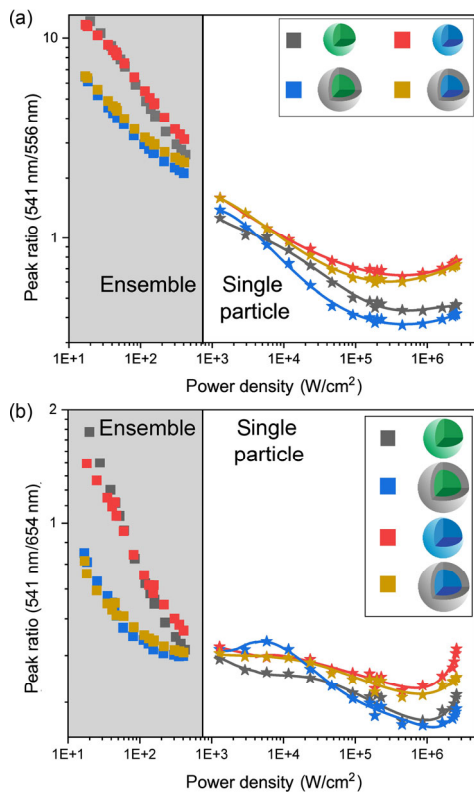 (a)
10
1
Peak ratio (541 nm/556 nm)
Ensemble
Single
particle
1E+1 1E+2 1E+3 1E+4 1E+5 1E+6
Power density (W/cm²)
(b)
2
1
Peak ratio (541 nm/654 nm)
Ensemble
Single
particle
1E+1 1E+2 1E+3 1E+4 1E+5 1E+6
Power density (W/cm²)